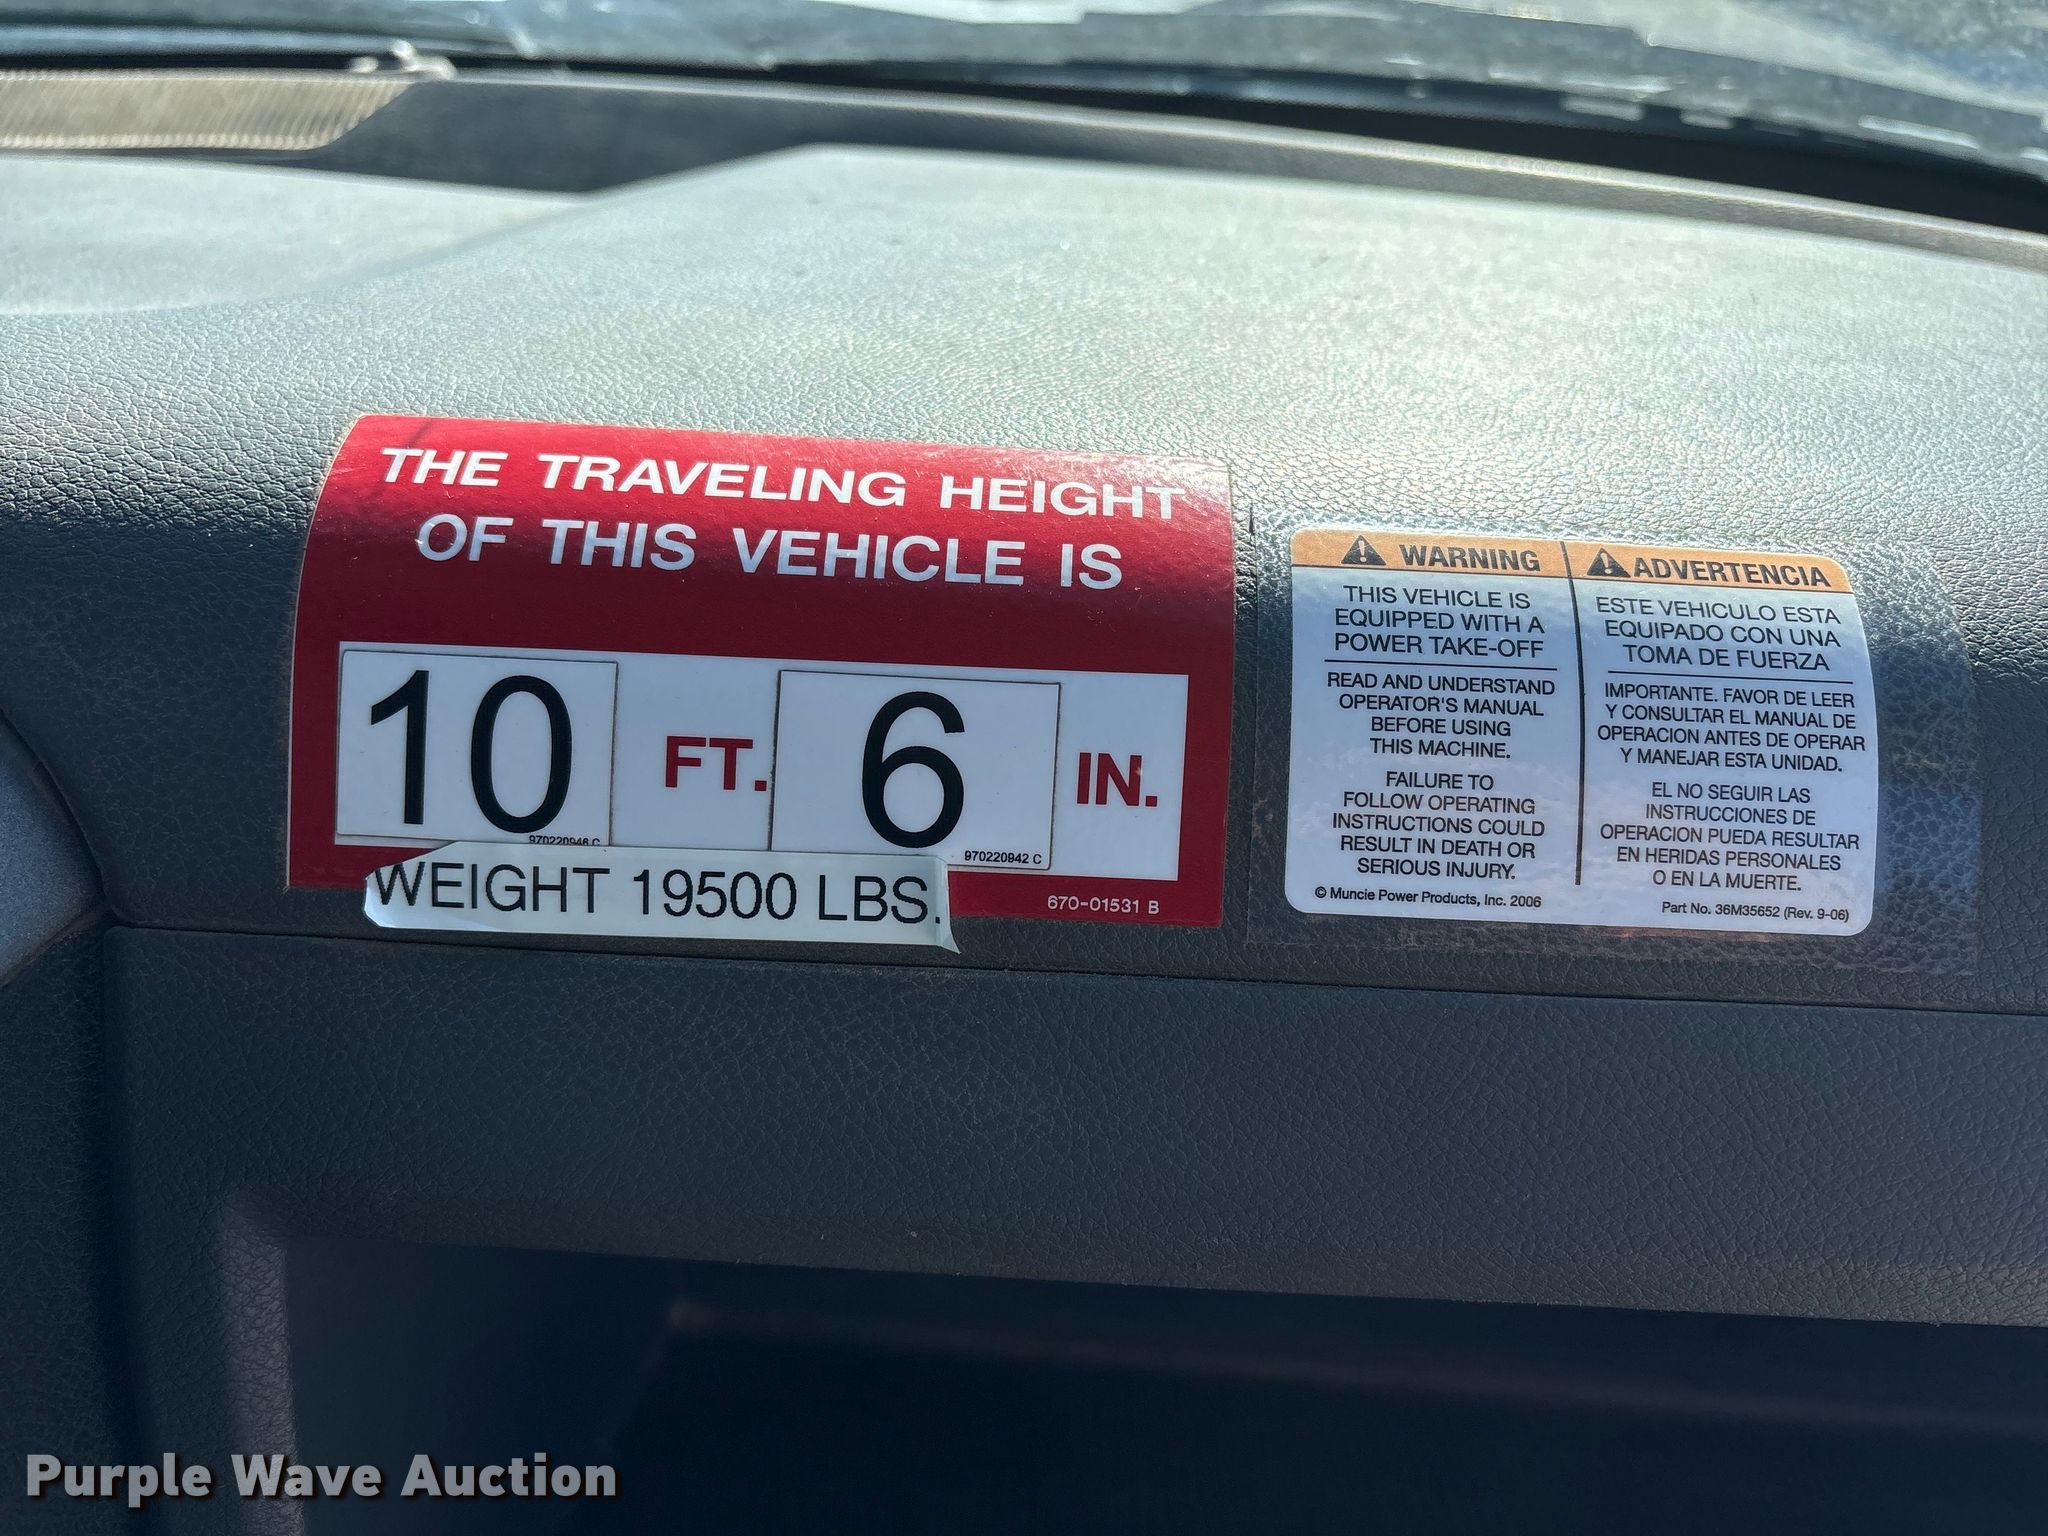 THE TRAVELING HEIGHT
OF THIS VEHICLE IS
10 FT. 6 IN.
970220946 C
970220942 C
WEIGHT 19500 LBS.
670-01531 B
WARNING
THIS VEHICLE IS
EQUIPPED WITH A
POWER TAKE-OFF
READ AND UNDERSTAND
OPERATOR'S MANUAL
BEFORE USING
THIS MACHINE.
FAILURE TO
FOLLOW OPERATING
INSTRUCTIONS COULD
RESULT IN DEATH OR
SERIOUS INJURY.
© Muncie Power Products, Inc. 2006
ADVERTENCIA
ESTE VEHICULO ESTA
EQUIPADO CON UNA
TOMA DE FUERZA
IMPORTANTE. FAVOR DE LEER
Y CONSULTAR EL MANUAL DE
OPERACION ANTES DE OPERAR
Y MANEJAR ESTA UNIDAD.
EL NO SEGUIR LAS
INSTRUCCIONES DE
OPERACION PUEDA RESULTAR
EN HERIDAS PERSONALES
O EN LA MUERTE.
Part No. 36M35652 (Rev. 9-06)
Purple Wave Auction